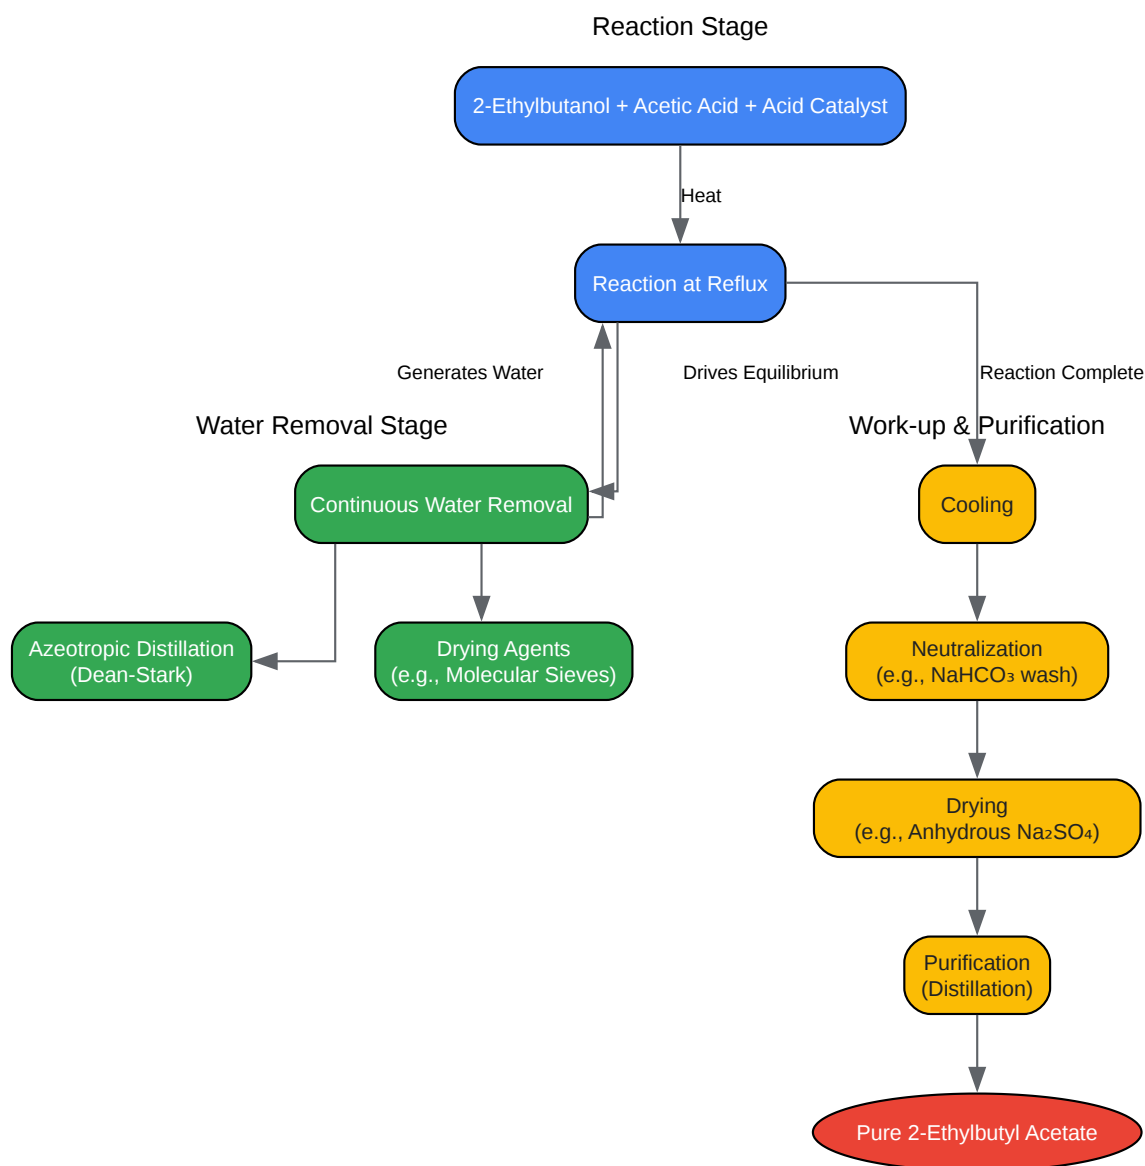 Reaction Stage
2-Ethylbutanol + Acetic Acid + Acid Catalyst
Heat
Reaction at Reflux
Generates Water
Drives Equilibrium
Reaction Complete
Water Removal Stage
Work-up & Purification
Continuous Water Removal
Cooling
Azeotropic Distillation
(Dean-Stark)
Drying Agents
(e.g., Molecular Sieves)
Neutralization
(e.g., NaHCO₃ wash)
Drying
(e.g., Anhydrous Na₂SO₄)
Purification
(Distillation)
Pure 2-Ethylbutyl Acetate